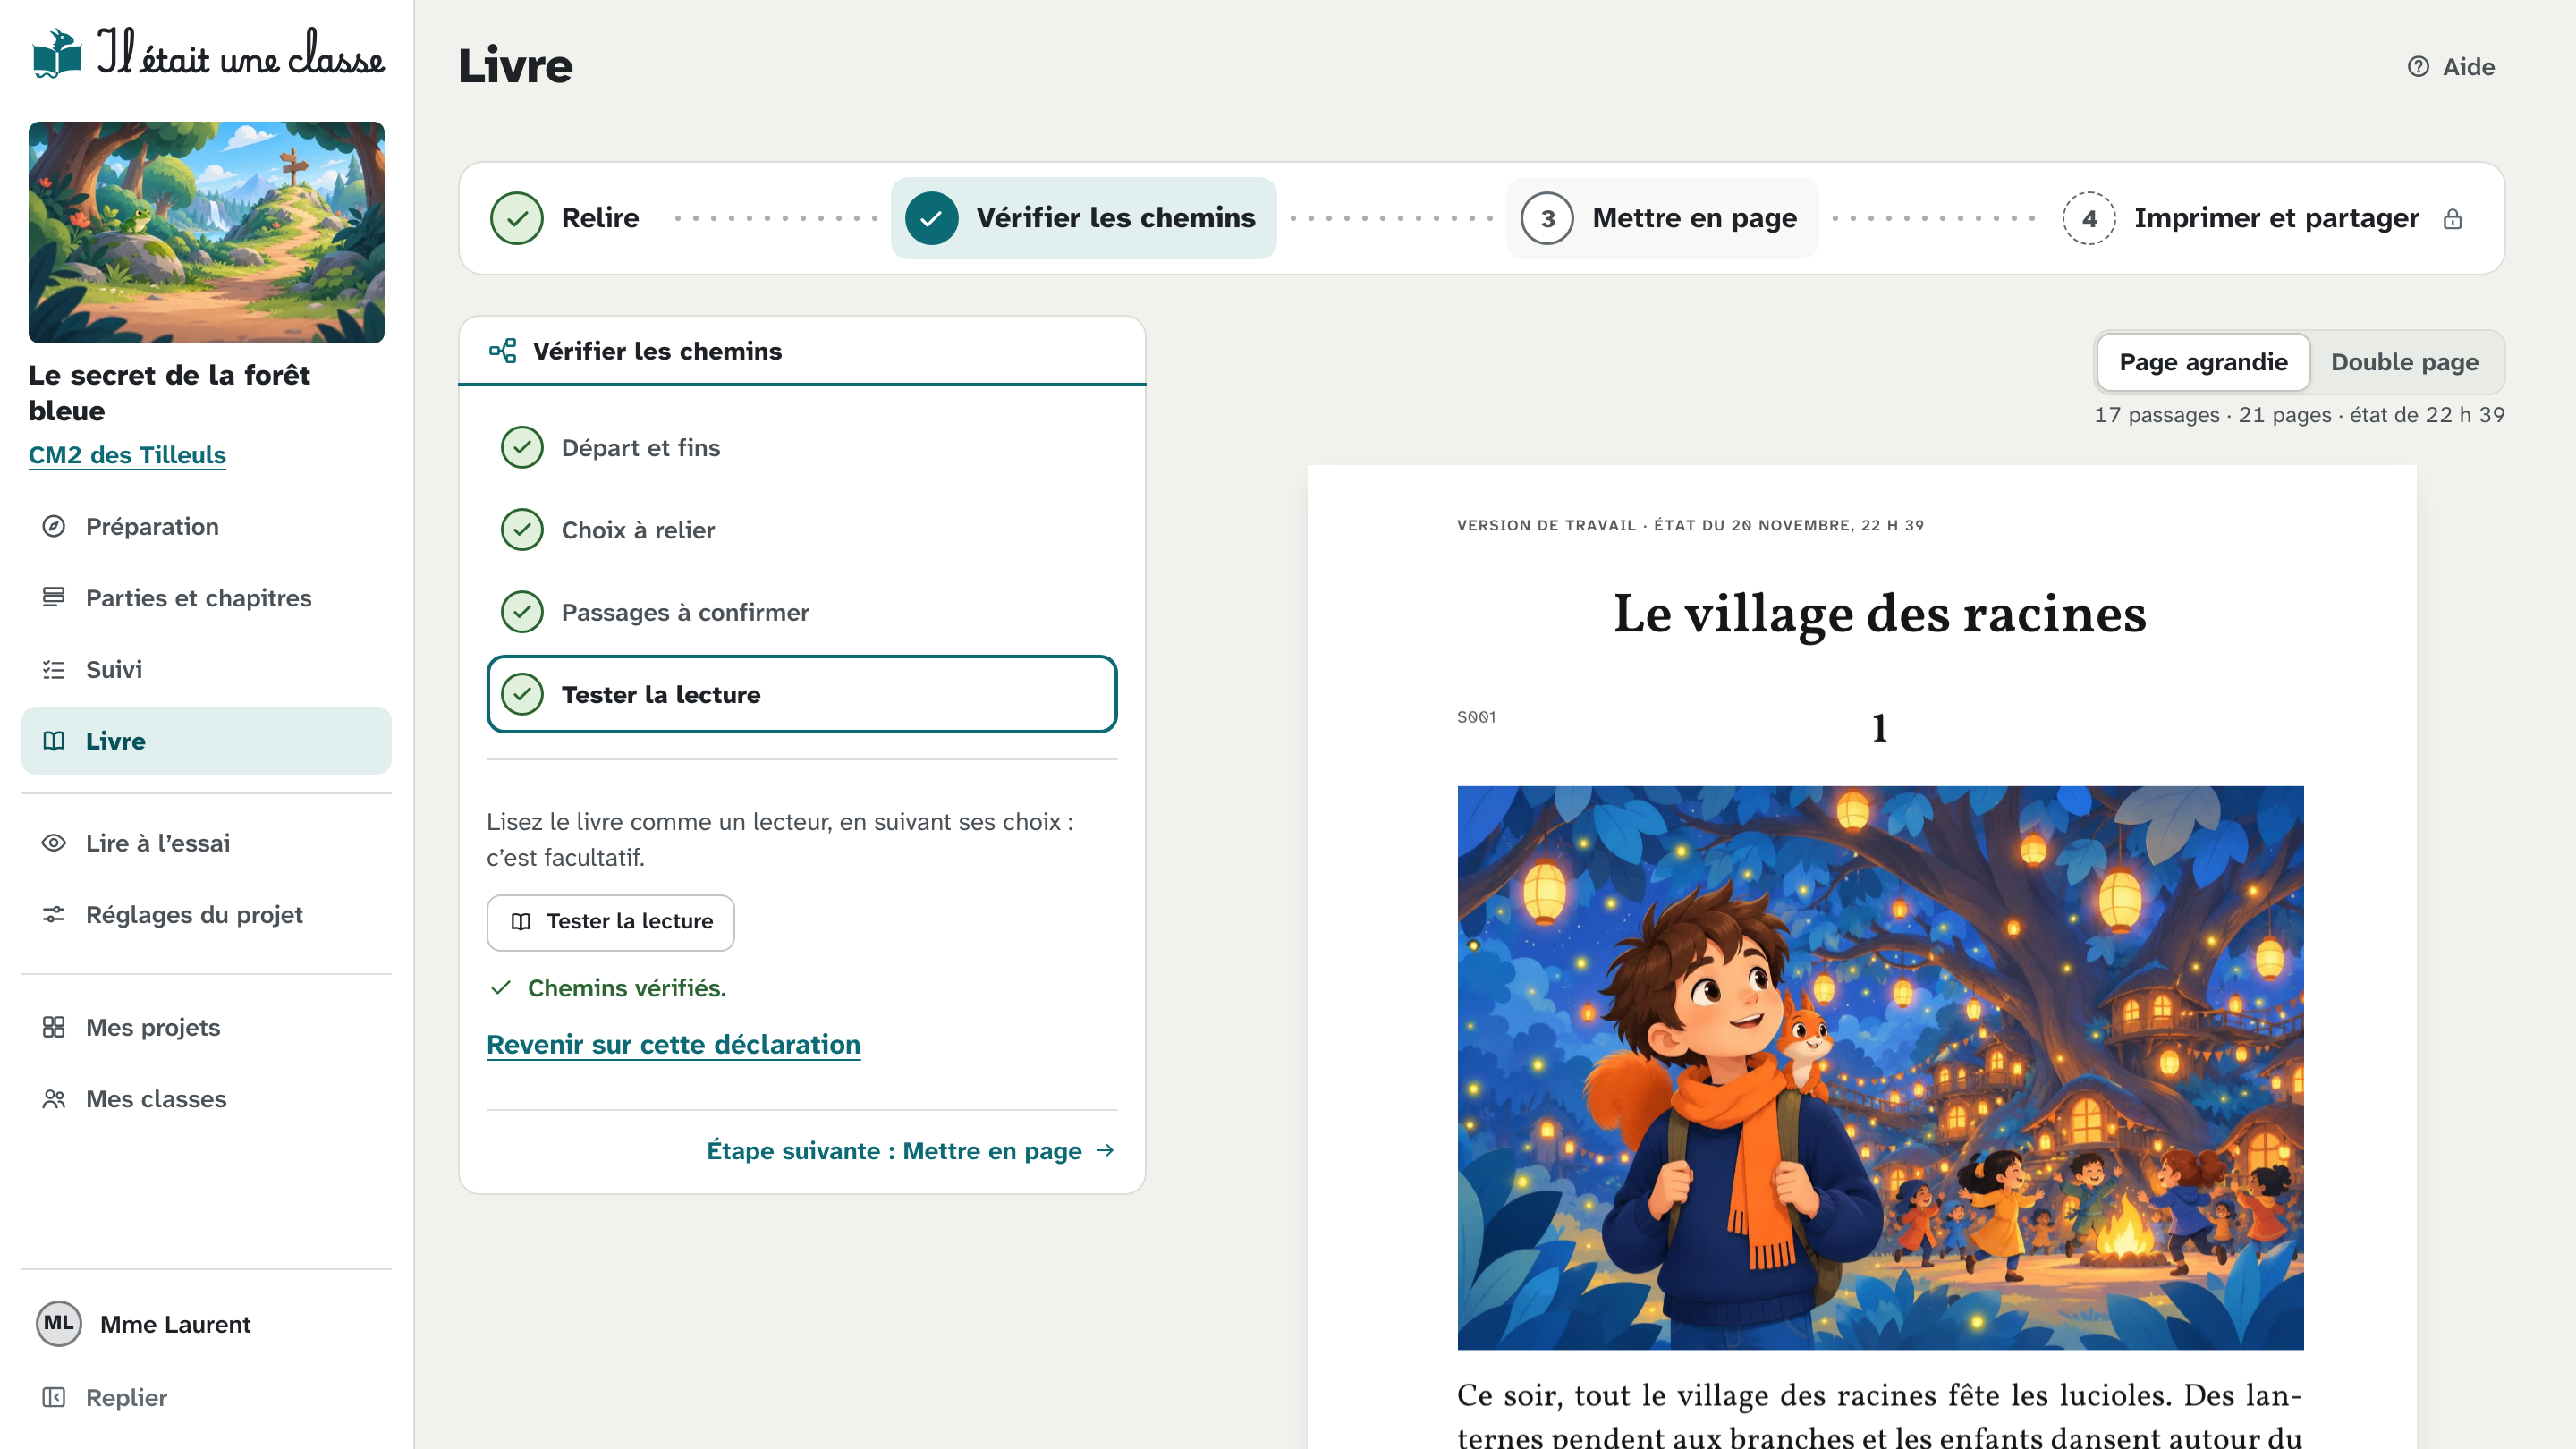 Il était une classe
Le secret de la forêt
bleue
CM2 des Tilleuls
Préparation
Parties et chapitres
Suivi
Livre
Lire à l’essai
Réglages du projet
Mes projets
Mes classes
ML
Mme Laurent
Replier
Livre
Aide
Relire
Vérifier les chemins
3
Mettre en page
4
Imprimer et partager
Vérifier les chemins
Départ et fins
Choix à relier
Passages à confirmer
Tester la lecture
Lisez le livre comme un lecteur, en suivant ses choix :
c’est facultatif.
Tester la lecture
Chemins vérifiés.
Revenir sur cette déclaration
Étape suivante : Mettre en page →
Page agrandie
Double page
17 passages · 21 pages · état de 22 h 39
VERSION DE TRAVAIL · ÉTAT DU 20 NOVEMBRE, 22 H 39
Le village des racines
S001
1
Ce soir, tout le village des racines fête les lucioles. Des lan-
ternes pendent aux branches et les enfants dansent autour du